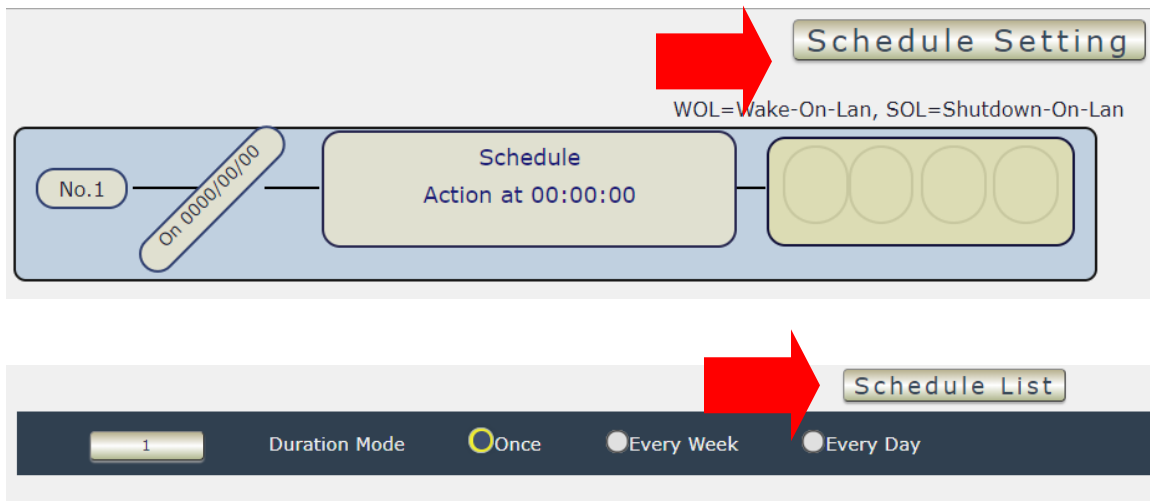 Schedule Setting
WOL=Wake-On-Lan, SOL=Shutdown-On-Lan
No.1
On 0000/00/00
Schedule
Action at 00:00:00
Schedule List
1 Duration Mode Once Every Week Every Day